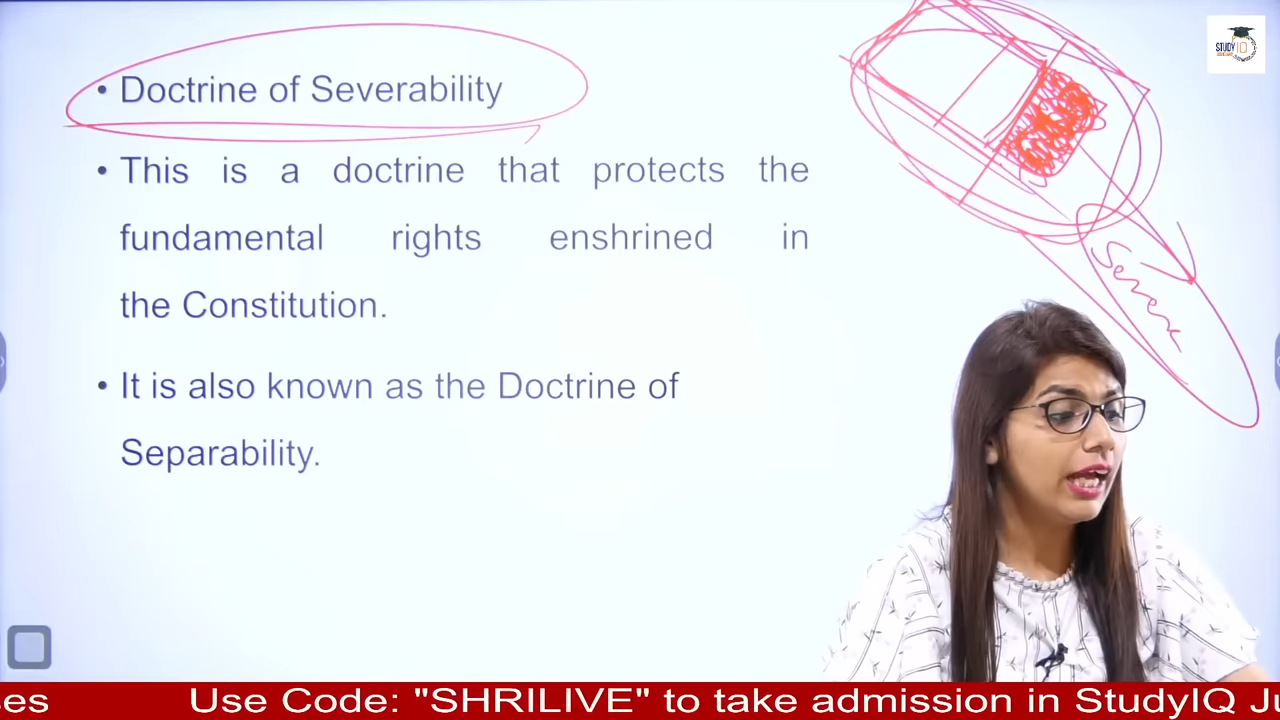 • Doctrine of Severability
• This is a doctrine that protects the
fundamental rights enshrined in
the Constitution.
• It is also known as the Doctrine of
Separability.
Severe
STUDY IQ
es Use Code: "SHRILIVE" to take admission in StudyIQ Ju